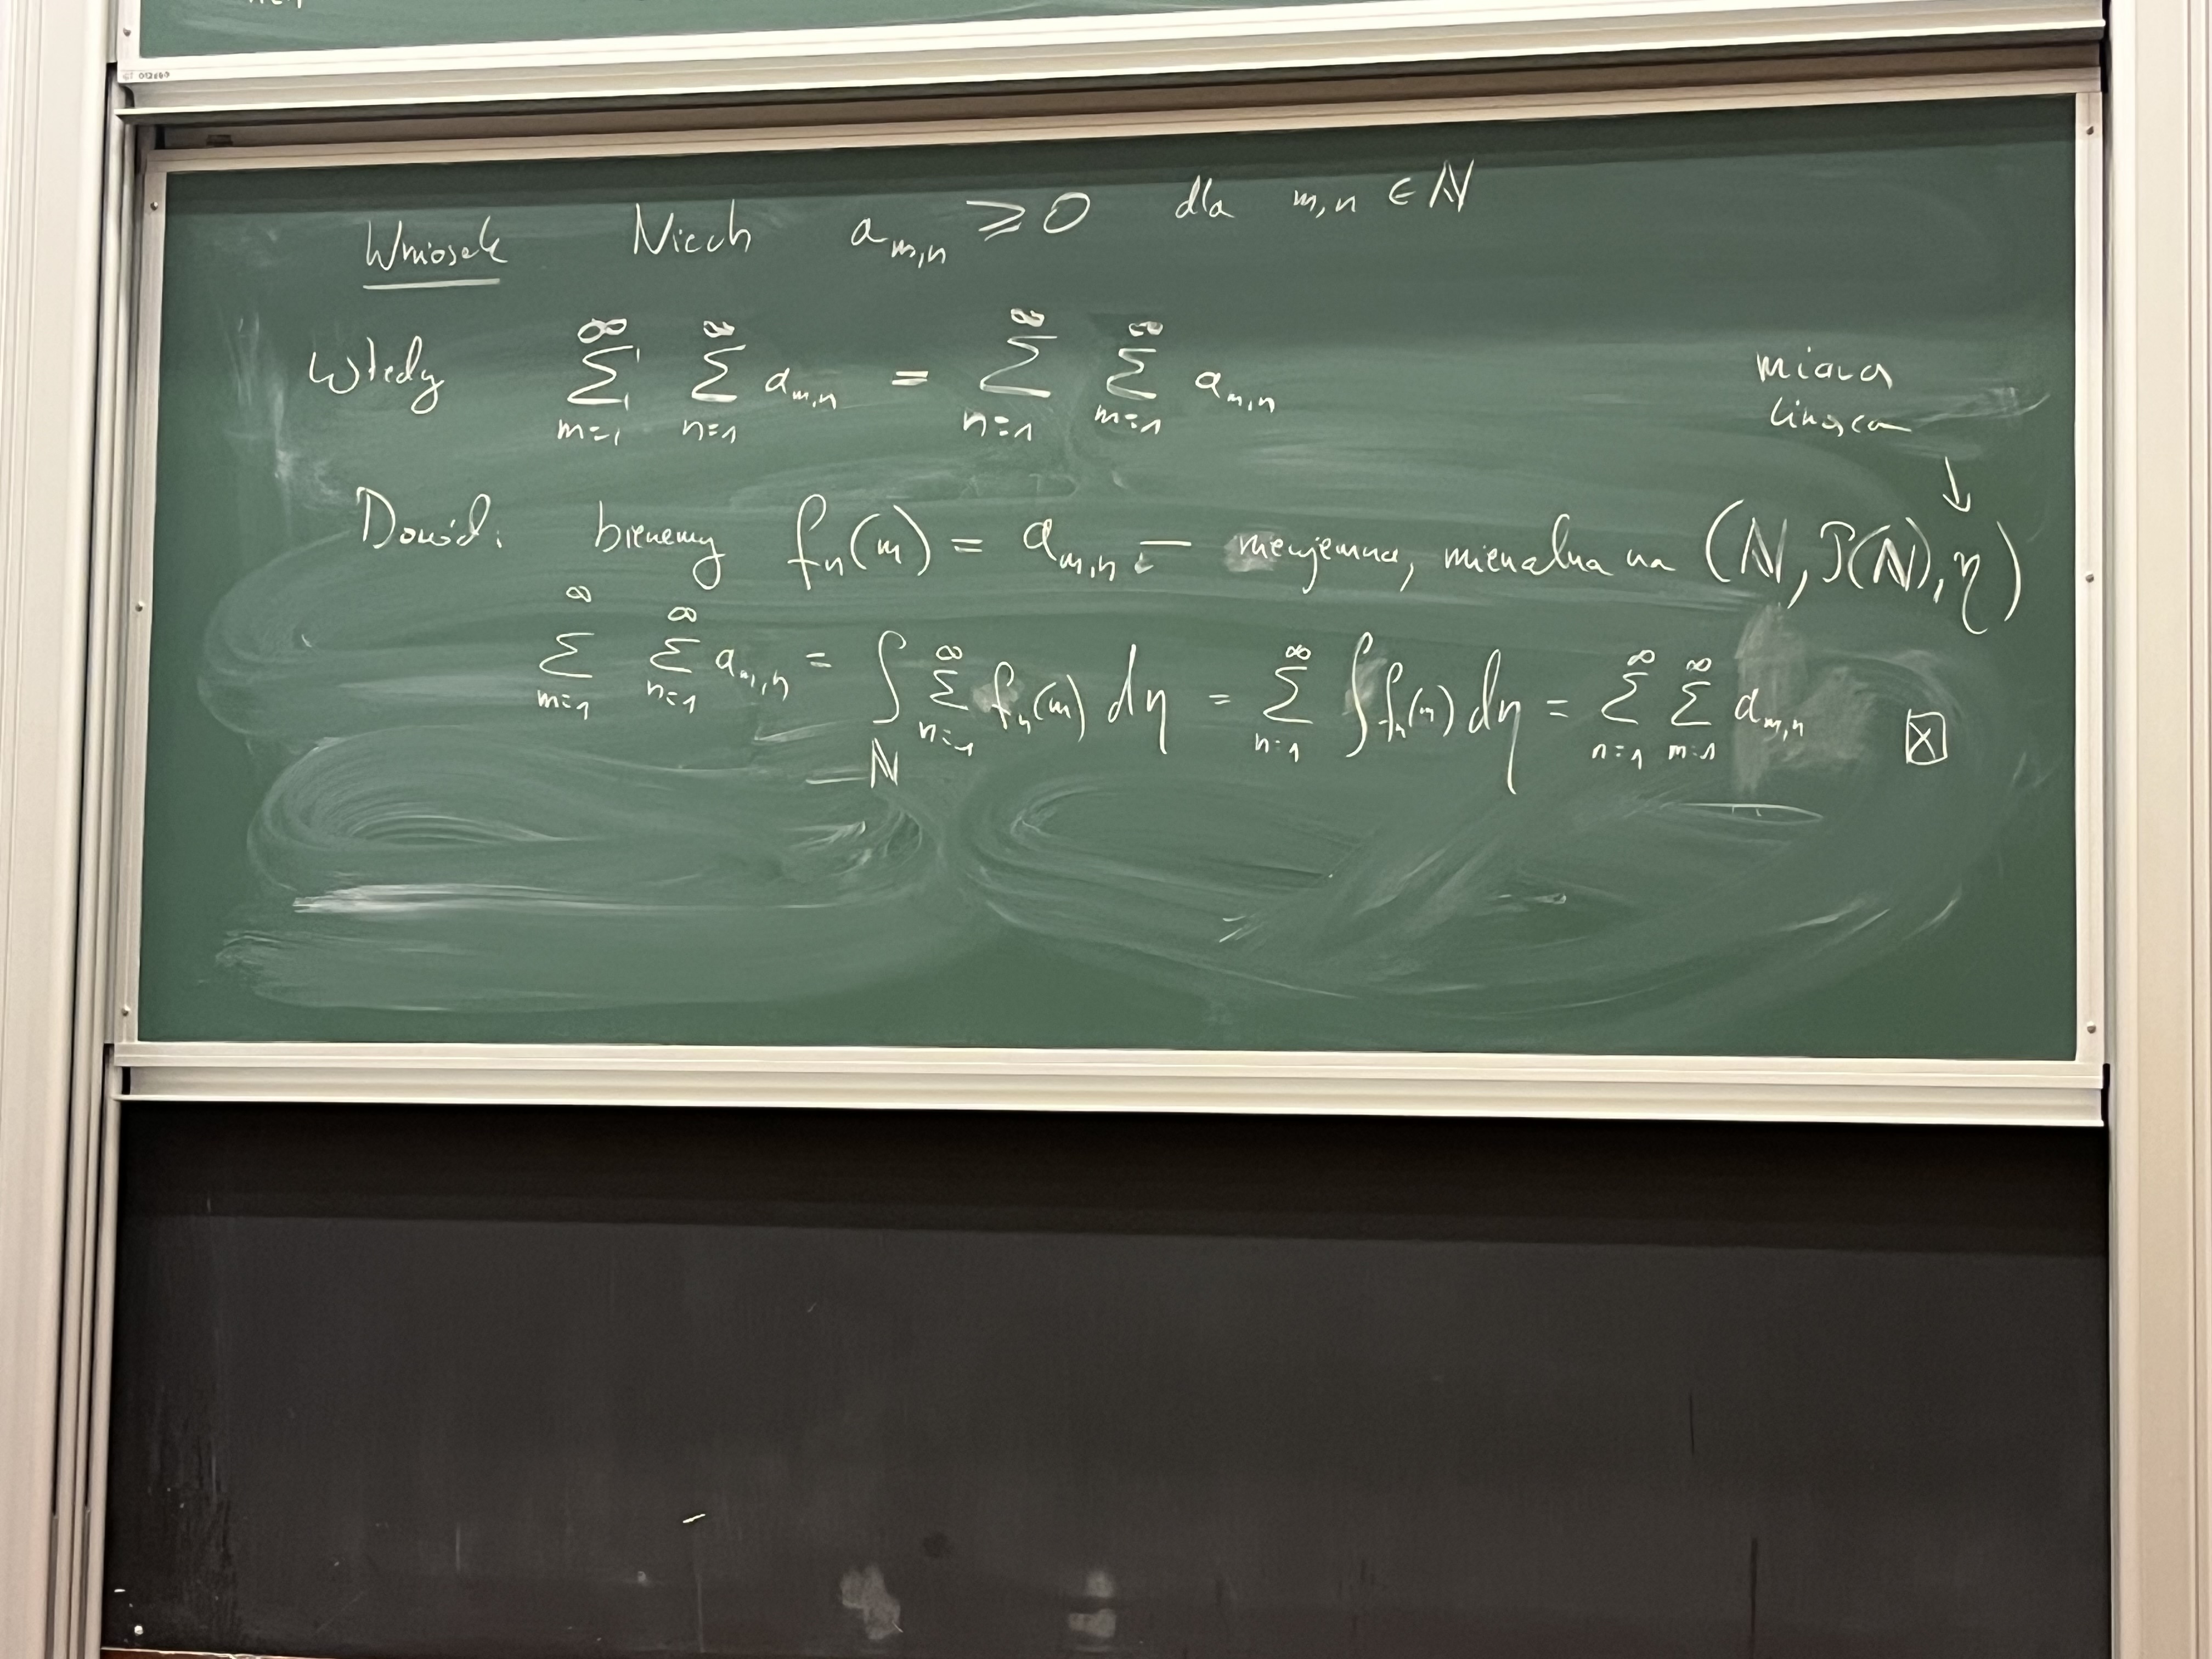 Wniosek Niech a_{m,n} ⩾ 0 dla m,n ∈ ℕ
Wtedy ∑_{m=1}^{∞} ∑_{n=1}^{∞} a_{m,n} = ∑_{n=1}^{∞} ∑_{m=1}^{∞} a_{m,n}
miara
licząca
↓
Dowód. bierzemy f_n(m) = a_{m,n} – nieujemna, mierzalna na (ℕ, P(ℕ), η)
∑_{m=1}^{∞} ∑_{n=1}^{∞} a_{m,n} = ∫_ℕ ∑_{n=1}^{∞} f_n(m) dη = ∑_{n=1}^{∞} ∫ f_n(m) dη = ∑_{n=1}^{∞} ∑_{m=1}^{∞} a_{m,n} ☒